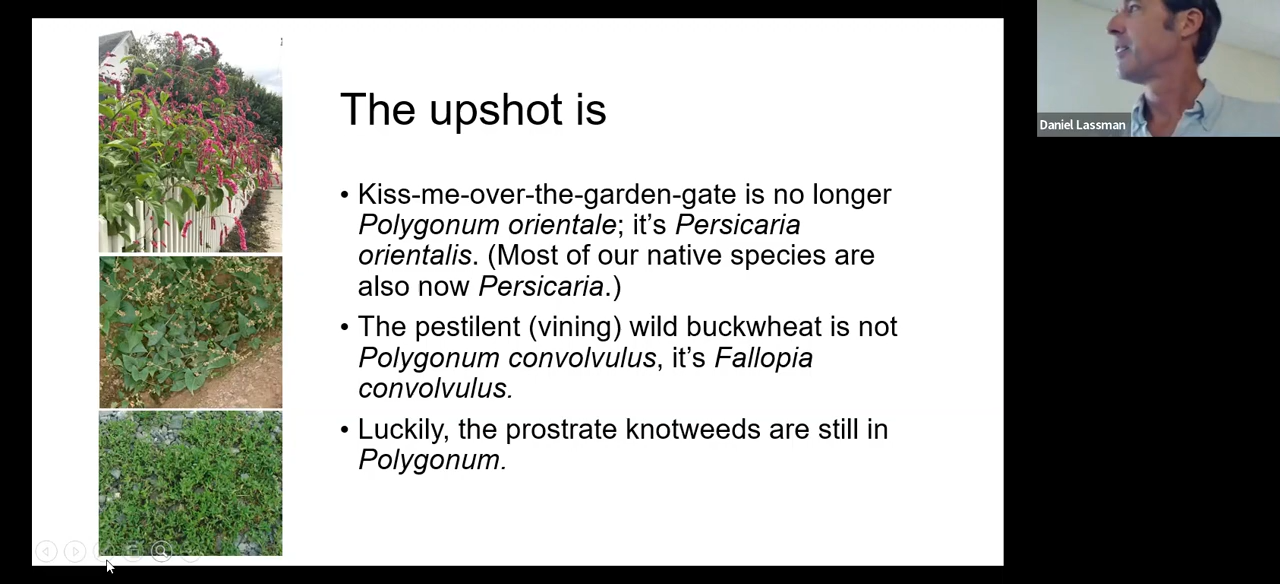 The upshot is
• Kiss-me-over-the-garden-gate is no longer
Polygonum orientale; it’s Persicaria
orientalis. (Most of our native species are
also now Persicaria.)
• The pestilent (vining) wild buckwheat is not
Polygonum convolvulus, it’s Fallopia
convolvulus.
• Luckily, the prostrate knotweeds are still in
Polygonum.
Daniel Lassman